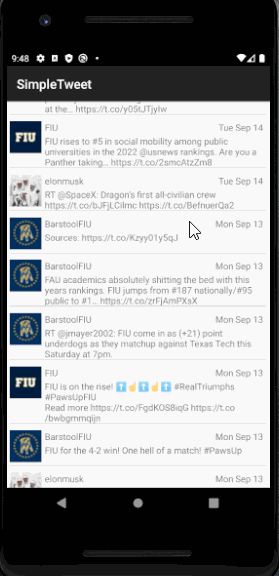 9:48
SimpleTweet
at the... https://t.co/y05tJTjyIw
FIU Tue Sep 14
FIU rises to #5 in social mobility among public
universities in the 2022 @usnews rankings. Are you a
Panther taking... https://t.co/2smcAtzZm8
elonmusk Tue Sep 14
RT @SpaceX: Dragon's first all-civilian crew
https://t.co/bJFjLCilmc https://t.co/BefnuerQa2
BarstoolFIU Mon Sep 13
Sources: https://t.co/Kzyy01y5qJ
BarstoolFIU Mon Sep 13
FAU academics absolutely shitting the bed with this
years rankings. FIU jumps from #187 nationally/#95
public to #1... https://t.co/zrFjAmPXsX
BarstoolFIU Mon Sep 13
RT @jmayer2002: FIU come in as (+21) point
underdogs as they matchup against Texas Tech this
Saturday at 7pm.
FIU
FIU Mon Sep 13
FIU is on the rise! ⬆️☝️⬆️☝️⬆️ #RealTriumphs
#PawsUpFIU
Read more https://t.co/FgdKOS8iqG https://t.co
/bwbgmmqijn
BarstoolFIU Mon Sep 13
FIU for the 4-2 win! One hell of a match! #PawsUp
elonmusk Mon Sep 13